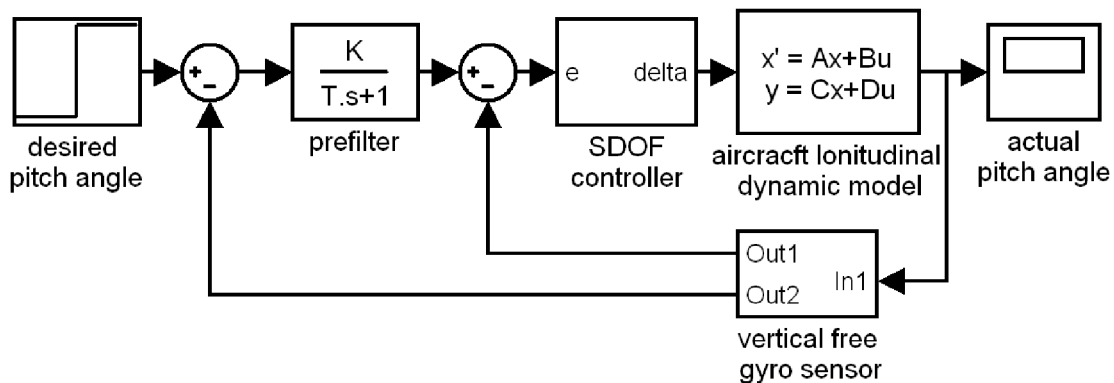 +
-
K
T.s+1
+
-
e
delta
x' = Ax+Bu
y = Cx+Du
desired
pitch angle
prefilter
SDOF
controller
aircracft lonitudinal
dynamic model
actual
pitch angle
Out1
Out2
In1
vertical free
gyro sensor